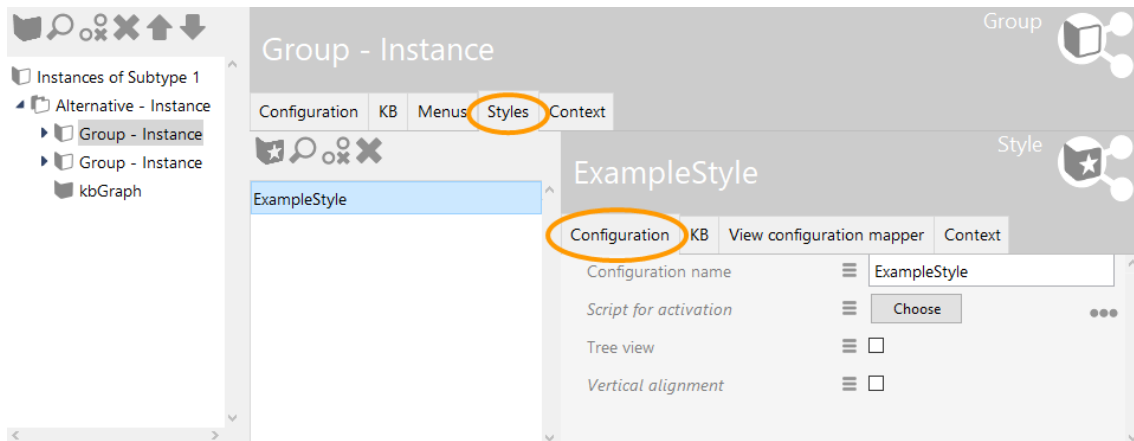 Instances of Subtype 1
Alternative - Instance
Group - Instance
Group - Instance
kbGraph
Group - Instance
Group
Configuration KB Menus Styles Context
ExampleStyle
ExampleStyle
Style
Configuration KB View configuration mapper Context
Configuration name ExampleStyle
Script for activation Choose
Tree view
Vertical alignment